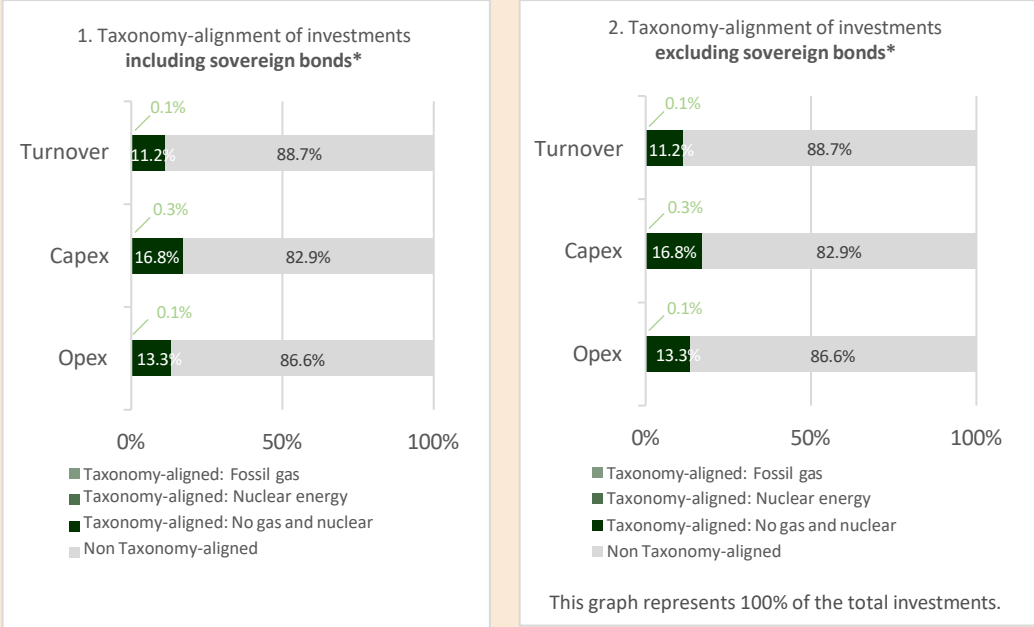 1. Taxonomy-alignment of investments
including sovereign bonds*
0.1%
Turnover
11.2%
88.7%
0.3%
Capex
16.8%
82.9%
0.1%
Opex
13.3%
86.6%
0%
50%
100%
Taxonomy-aligned: Fossil gas
Taxonomy-aligned: Nuclear energy
Taxonomy-aligned: No gas and nuclear
Non Taxonomy-aligned
2. Taxonomy-alignment of investments
excluding sovereign bonds*
0.1%
Turnover
11.2%
88.7%
0.3%
Capex
16.8%
82.9%
0.1%
Opex
13.3%
86.6%
0%
50%
100%
Taxonomy-aligned: Fossil gas
Taxonomy-aligned: Nuclear energy
Taxonomy-aligned: No gas and nuclear
Non Taxonomy-aligned
This graph represents 100% of the total investments.